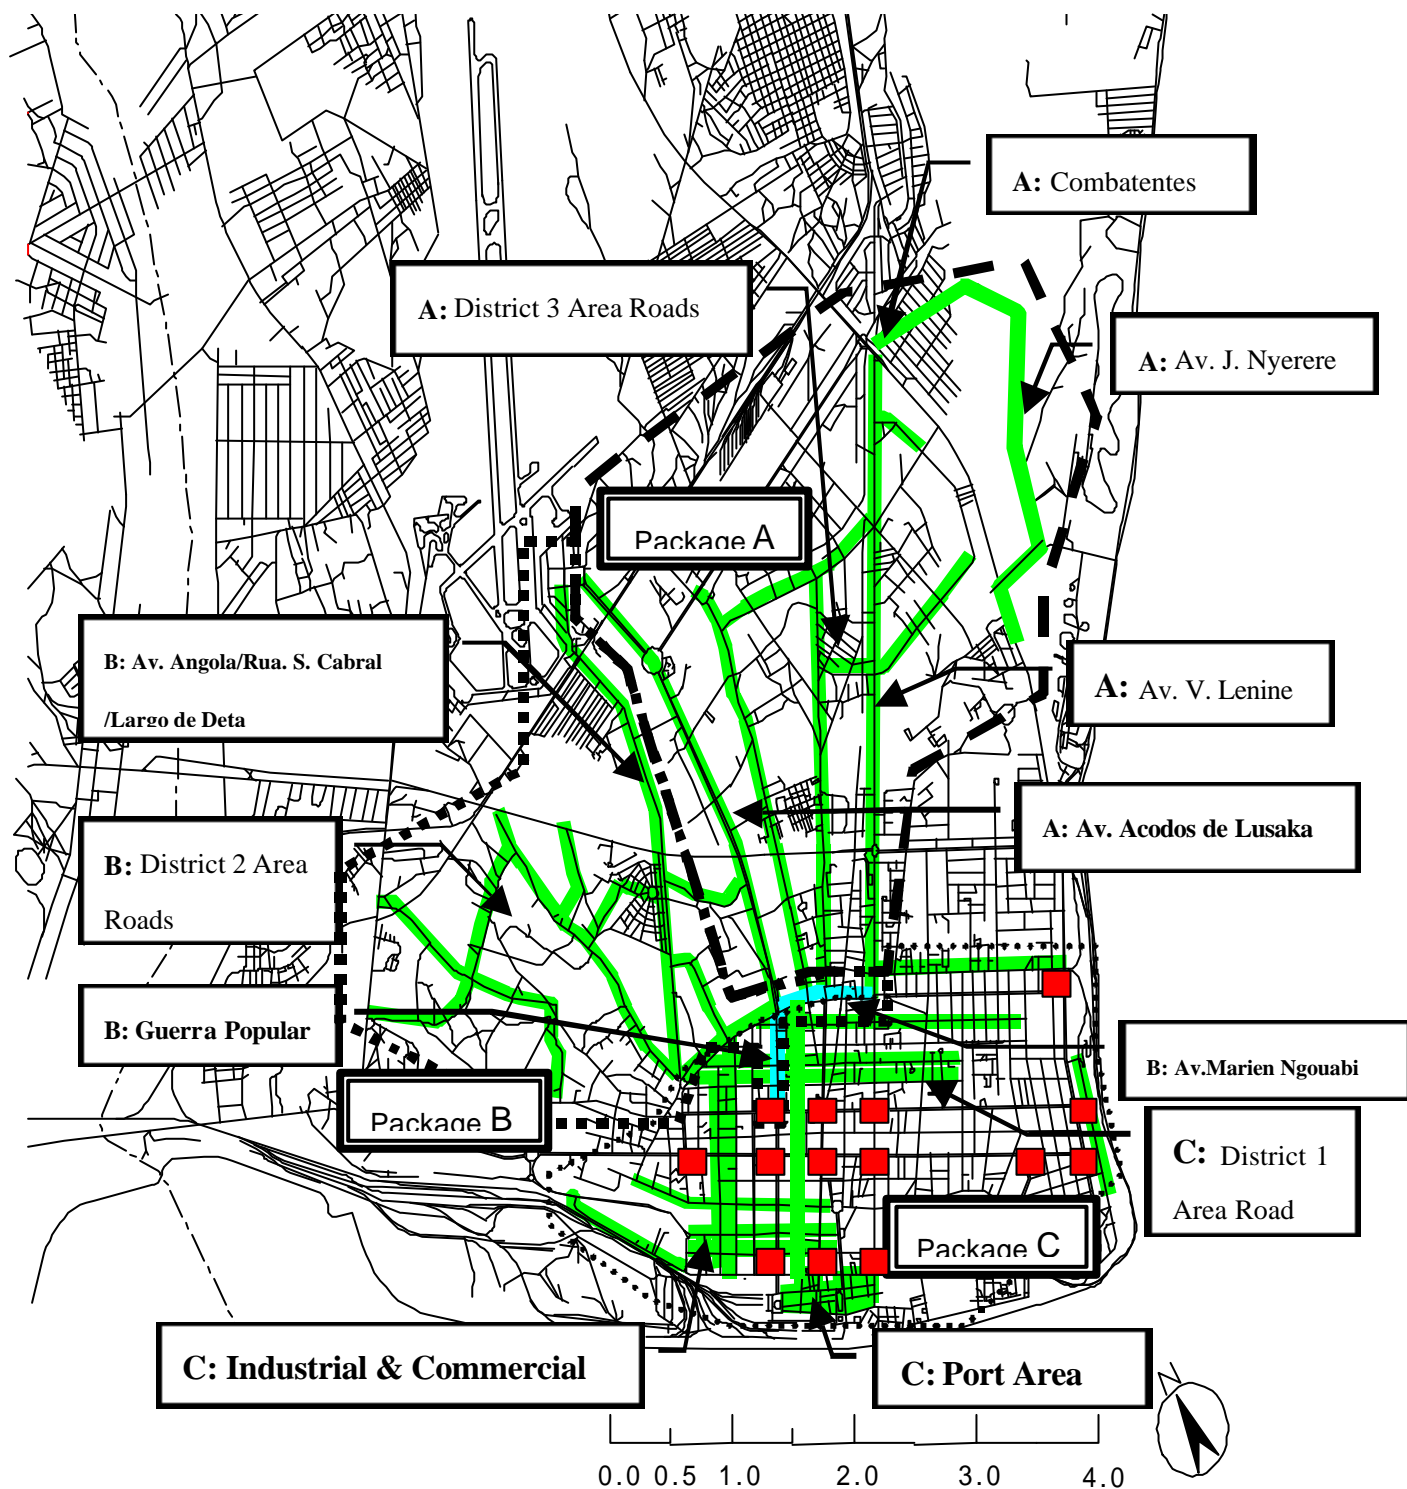 A: Combatentes
A: District 3 Area Roads
A: Av. J. Nyerere
Package A
B: Av. Angola/Rua. S. Cabral
/Largo de Deta
A: Av. V. Lenine
A: Av. Acodos de Lusaka
B: District 2 Area
Roads
B: Guerra Popular
B: Av.Marien Ngouabi
Package B
C: District 1
Area Road
Package C
C: Industrial & Commercial
C: Port Area
N
0.0 0.5 1.0 2.0 3.0 4.0